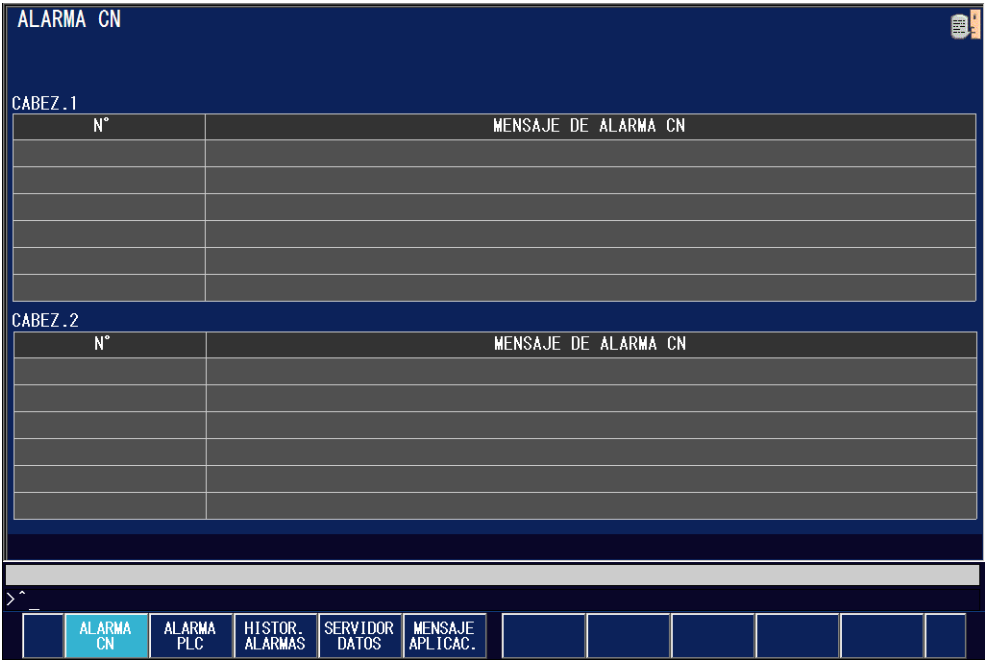 ALARMA CN
CABEZ.1
N° MENSAJE DE ALARMA CN
CABEZ.2
N° MENSAJE DE ALARMA CN
>^_
ALARMA CN
ALARMA PLC
HISTOR. ALARMAS
SERVIDOR DATOS
MENSAJE APLICAC.